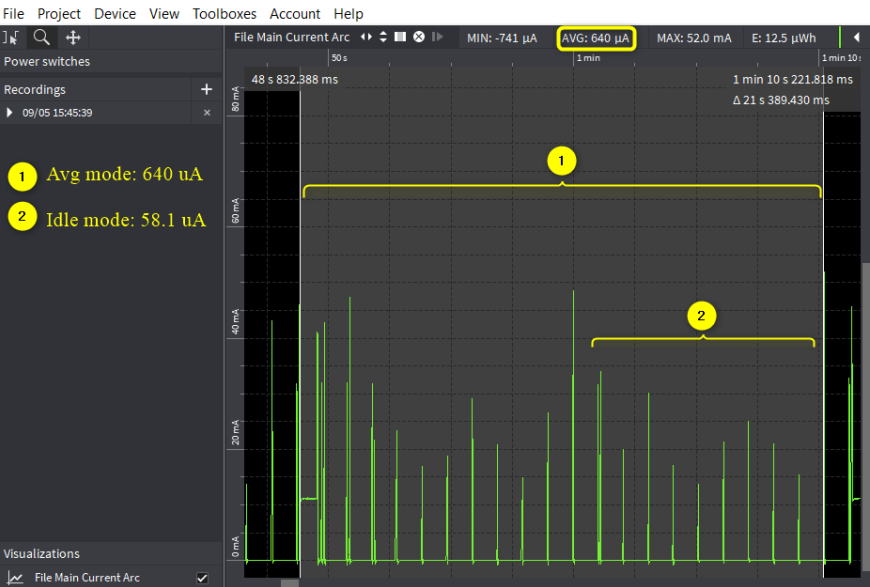 File Project Device View Toolboxes Account Help
File Main Current Arc MIN: -741 µA AVG: 640 µA MAX: 52.0 mA E: 12.5 µWh
Power switches
50 s 1 min 1 min 10 s
Recordings +
48 s 832.388 ms 1 min 10 s 221.818 ms
09/05 15:45:39 ×
Δ 21 s 389.430 ms
80 mA
1
1 Avg mode: 640 uA
60 mA
2 Idle mode: 58.1 uA
2
40 mA
20 mA
0 mA
Visualizations
File Main Current Arc